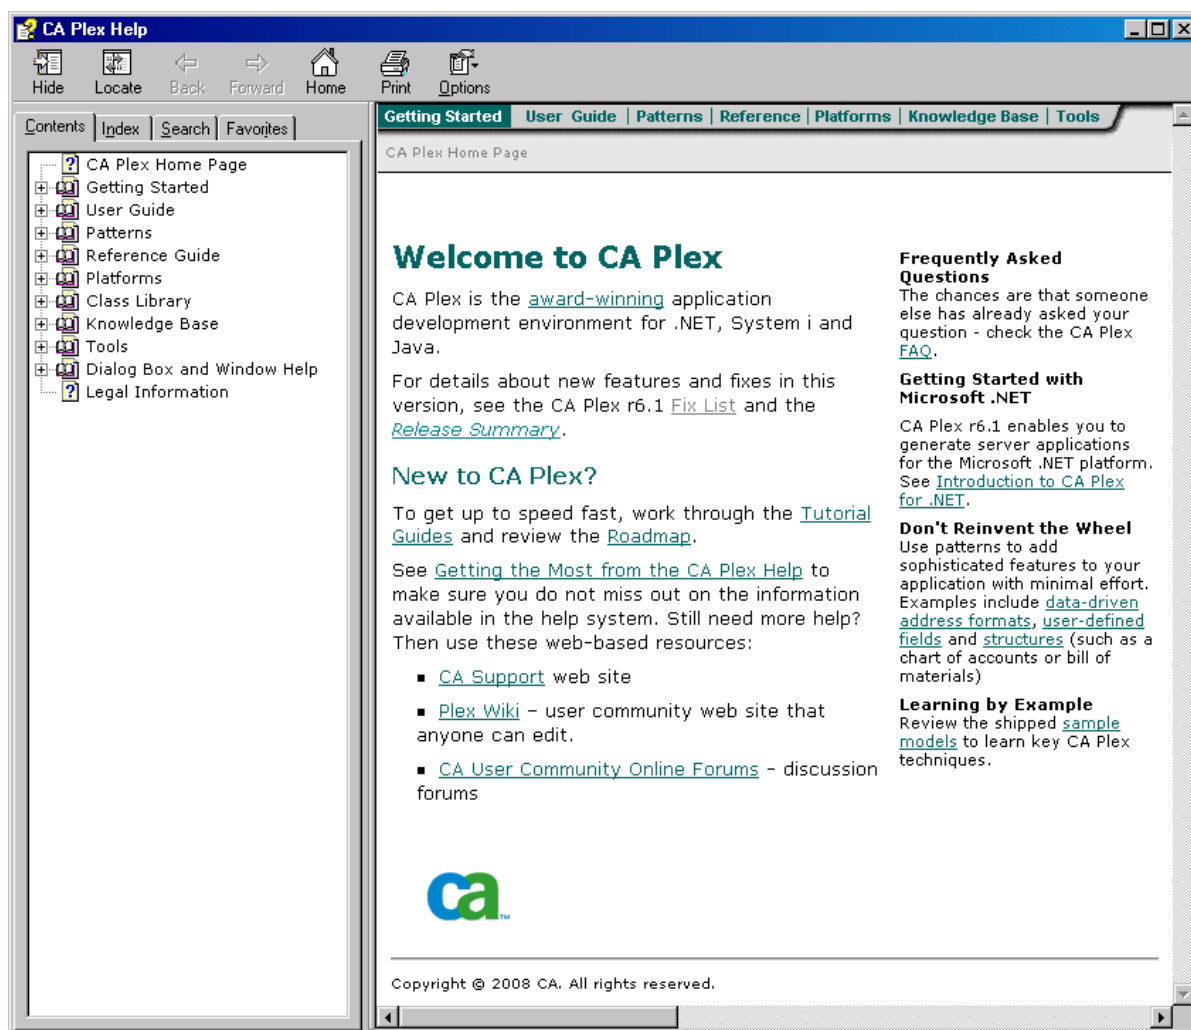 CA Plex Help
Hide Locate Back Forward Home Print Options
Contents Index Search Favorites
CA Plex Home Page
Getting Started
User Guide
Patterns
Reference Guide
Platforms
Class Library
Knowledge Base
Tools
Dialog Box and Window Help
Legal Information
Getting Started User Guide | Patterns | Reference | Platforms | Knowledge Base | Tools
CA Plex Home Page
Welcome to CA Plex
CA Plex is the award-winning application
development environment for .NET, System i and
Java.
For details about new features and fixes in this
version, see the CA Plex r6.1 Fix List and the
Release Summary.
New to CA Plex?
To get up to speed fast, work through the Tutorial
Guides and review the Roadmap.
See Getting the Most from the CA Plex Help to
make sure you do not miss out on the information
available in the help system. Still need more help?
Then use these web-based resources:
▪ CA Support web site
▪ Plex Wiki – user community web site that
anyone can edit.
▪ CA User Community Online Forums – discussion
forums
Frequently Asked
Questions
The chances are that someone
else has already asked your
question - check the CA Plex
FAQ.
Getting Started with
Microsoft .NET
CA Plex r6.1 enables you to
generate server applications
for the Microsoft .NET platform.
See Introduction to CA Plex
for .NET.
Don't Reinvent the Wheel
Use patterns to add
sophisticated features to your
application with minimal effort.
Examples include data-driven
address formats, user-defined
fields and structures (such as a
chart of accounts or bill of
materials)
Learning by Example
Review the shipped sample
models to learn key CA Plex
techniques.
ca™
Copyright © 2008 CA. All rights reserved.